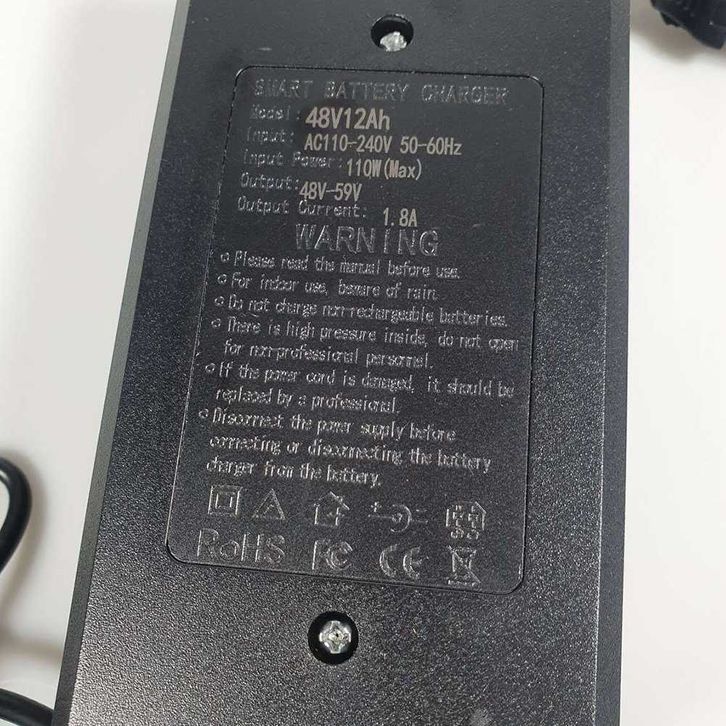 SMART BATTERY CHARGER
Model: 48V12Ah
Input: AC110-240V 50-60Hz
Input Power: 110W(Max)
Output: 48V-59V
Output Current: 1.8A
WARNING
Please read the manual before use.
For indoor use, beware of rain.
Do not charge non-rechargeable batteries.
There is high pressure inside, do not open
for non-professional personnel.
If the power cord is damaged, it should be
replaced by a professional.
Disconnect the power supply before
connecting or disconnecting the battery
charger from the battery.
RoHS FC CE